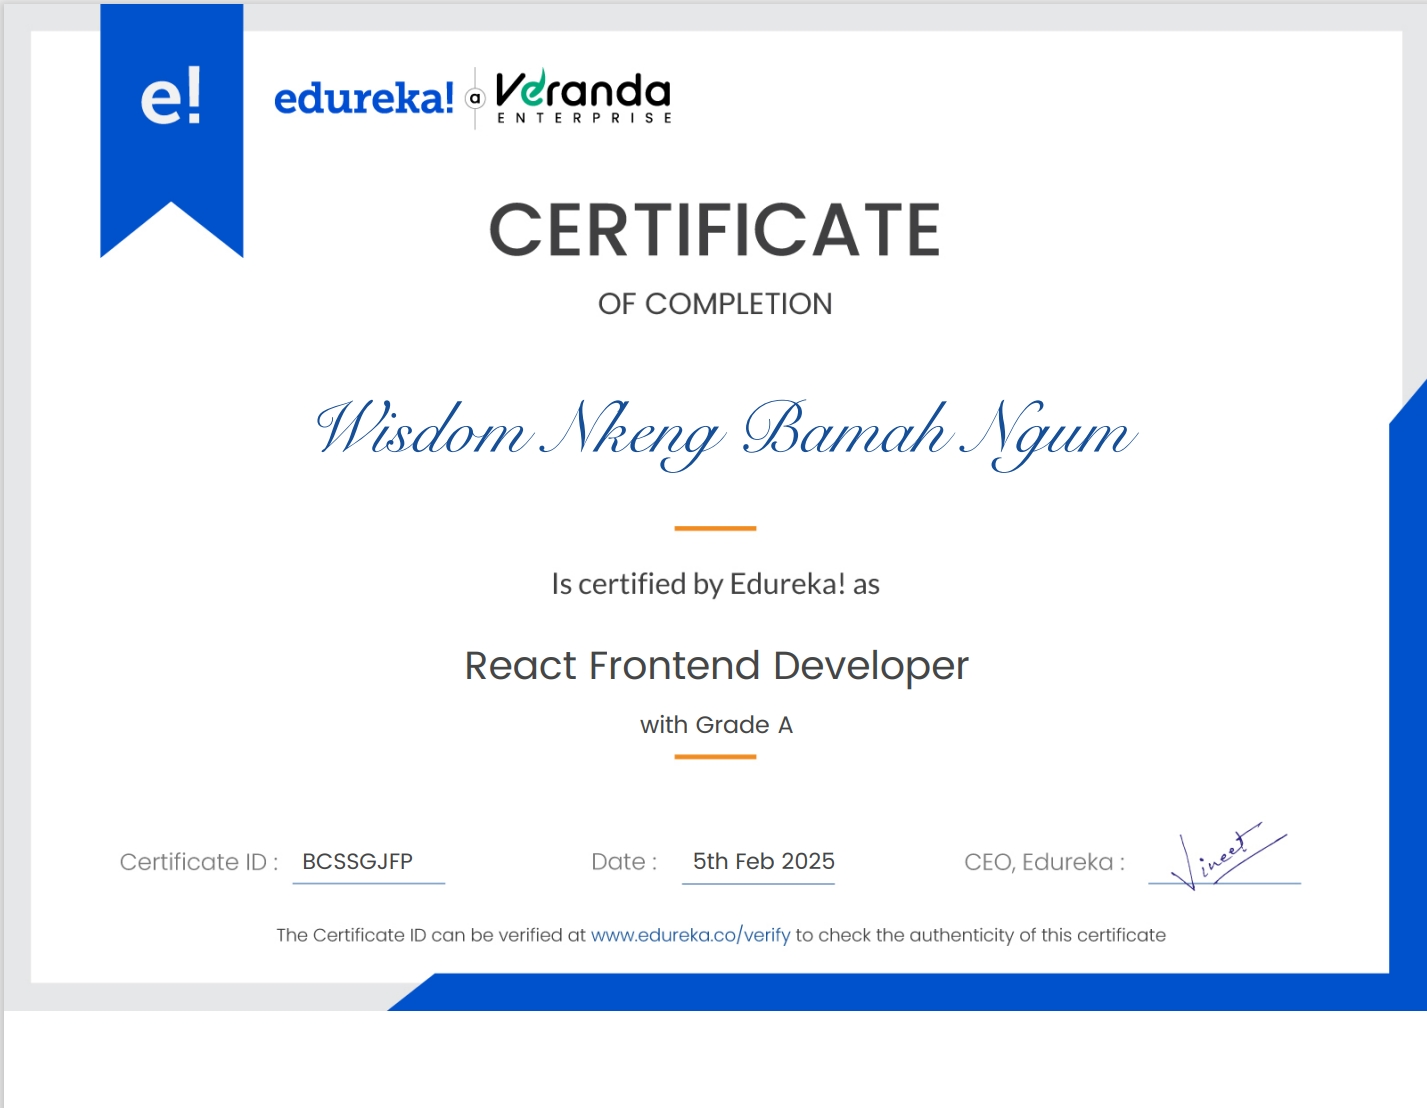 e!
edureka! a Veranda
ENTERPRISE
CERTIFICATE
OF COMPLETION
Wisdom Nkeng Bamah Ngum
Is certified by Edureka! as
React Frontend Developer
with Grade A
Certificate ID : BCSSGJFP Date : 5th Feb 2025 CEO, Edureka : Vineet
The Certificate ID can be verified at www.edureka.co/verify to check the authenticity of this certificate